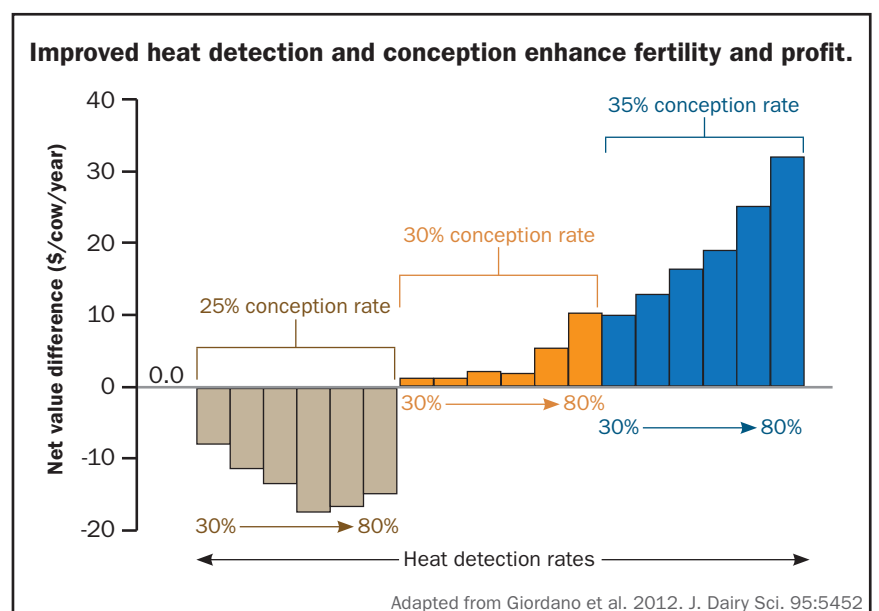 Improved heat detection and conception enhance fertility and profit.
Net value difference ($/cow/year)
40
30
20
10
0
-10
-20
0.0
35% conception rate
30% conception rate
25% conception rate
30% 80%
30% 80%
30% 80%
Heat detection rates
Adapted from Giordano et al. 2012. J. Dairy Sci. 95:5452